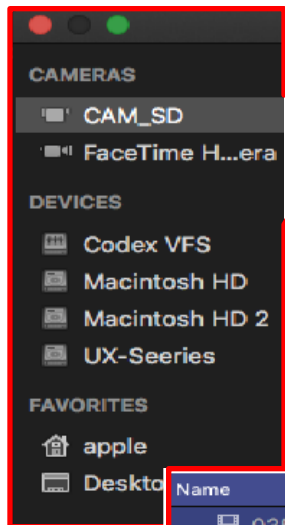 CAMERAS
CAM_SD
FaceTime H...era
DEVICES
Codex VFS
Macintosh HD
Macintosh HD 2
UX-Seeries
FAVORITES
apple
Deskto
Name